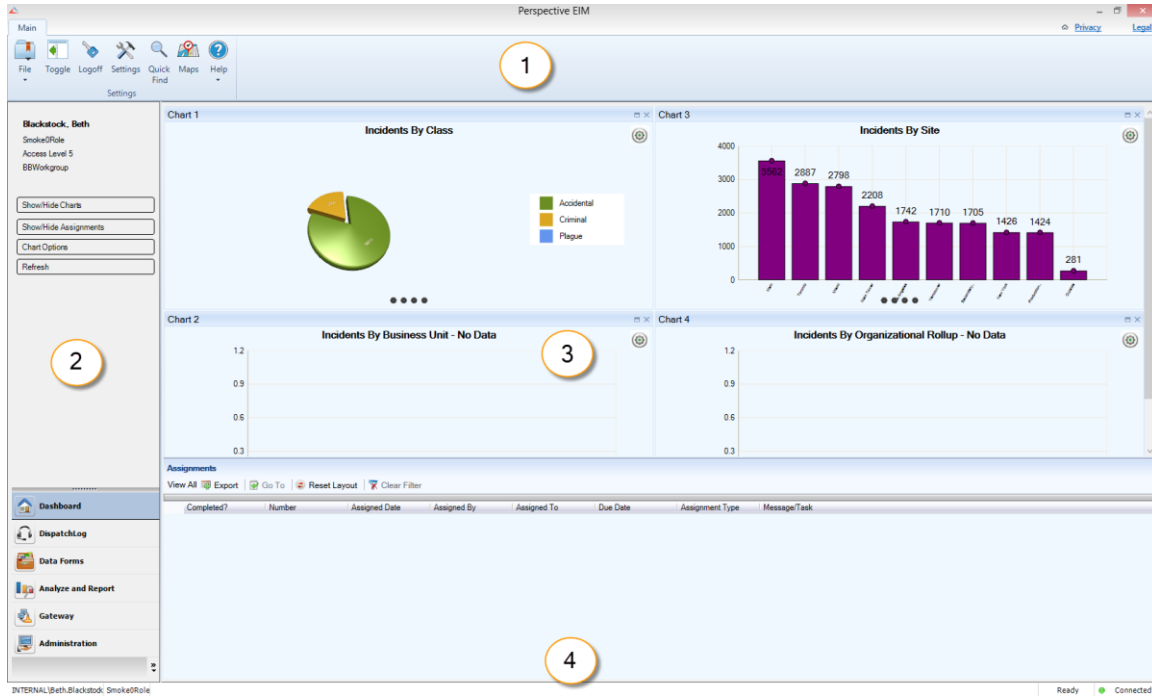 Perspective EIM
Main
Privacy
Legal
File
Toggle
Logoff
Settings
Quick Find
Maps
Help
Settings
1
Blackstock, Beth
Smoke0Role
Access Level 5
BBWorkgroup
Show/Hide Charts
Show/Hide Assignments
Chart Options
Refresh
2
Dashboard
DispatchLog
Data Forms
Analyze and Report
Gateway
Administration
Chart 1
Incidents By Class
Accidental
Criminal
Plague
Chart 3
Incidents By Site
4000
3000
2000
1000
0
3562
2887
2798
2208
1742
1710
1705
1426
1424
281
Chart 2
Incidents By Business Unit - No Data
1.2
0.9
0.6
0.3
3
Chart 4
Incidents By Organizational Rollup - No Data
1.2
0.9
0.6
0.3
Assignments
View All Export Go To Reset Layout Clear Filter
Completed? Number Assigned Date Assigned By Assigned To Due Date Assignment Type Message/Task
4
INTERNAL\Beth.Blackstock Smoke0Role
Ready
Connected